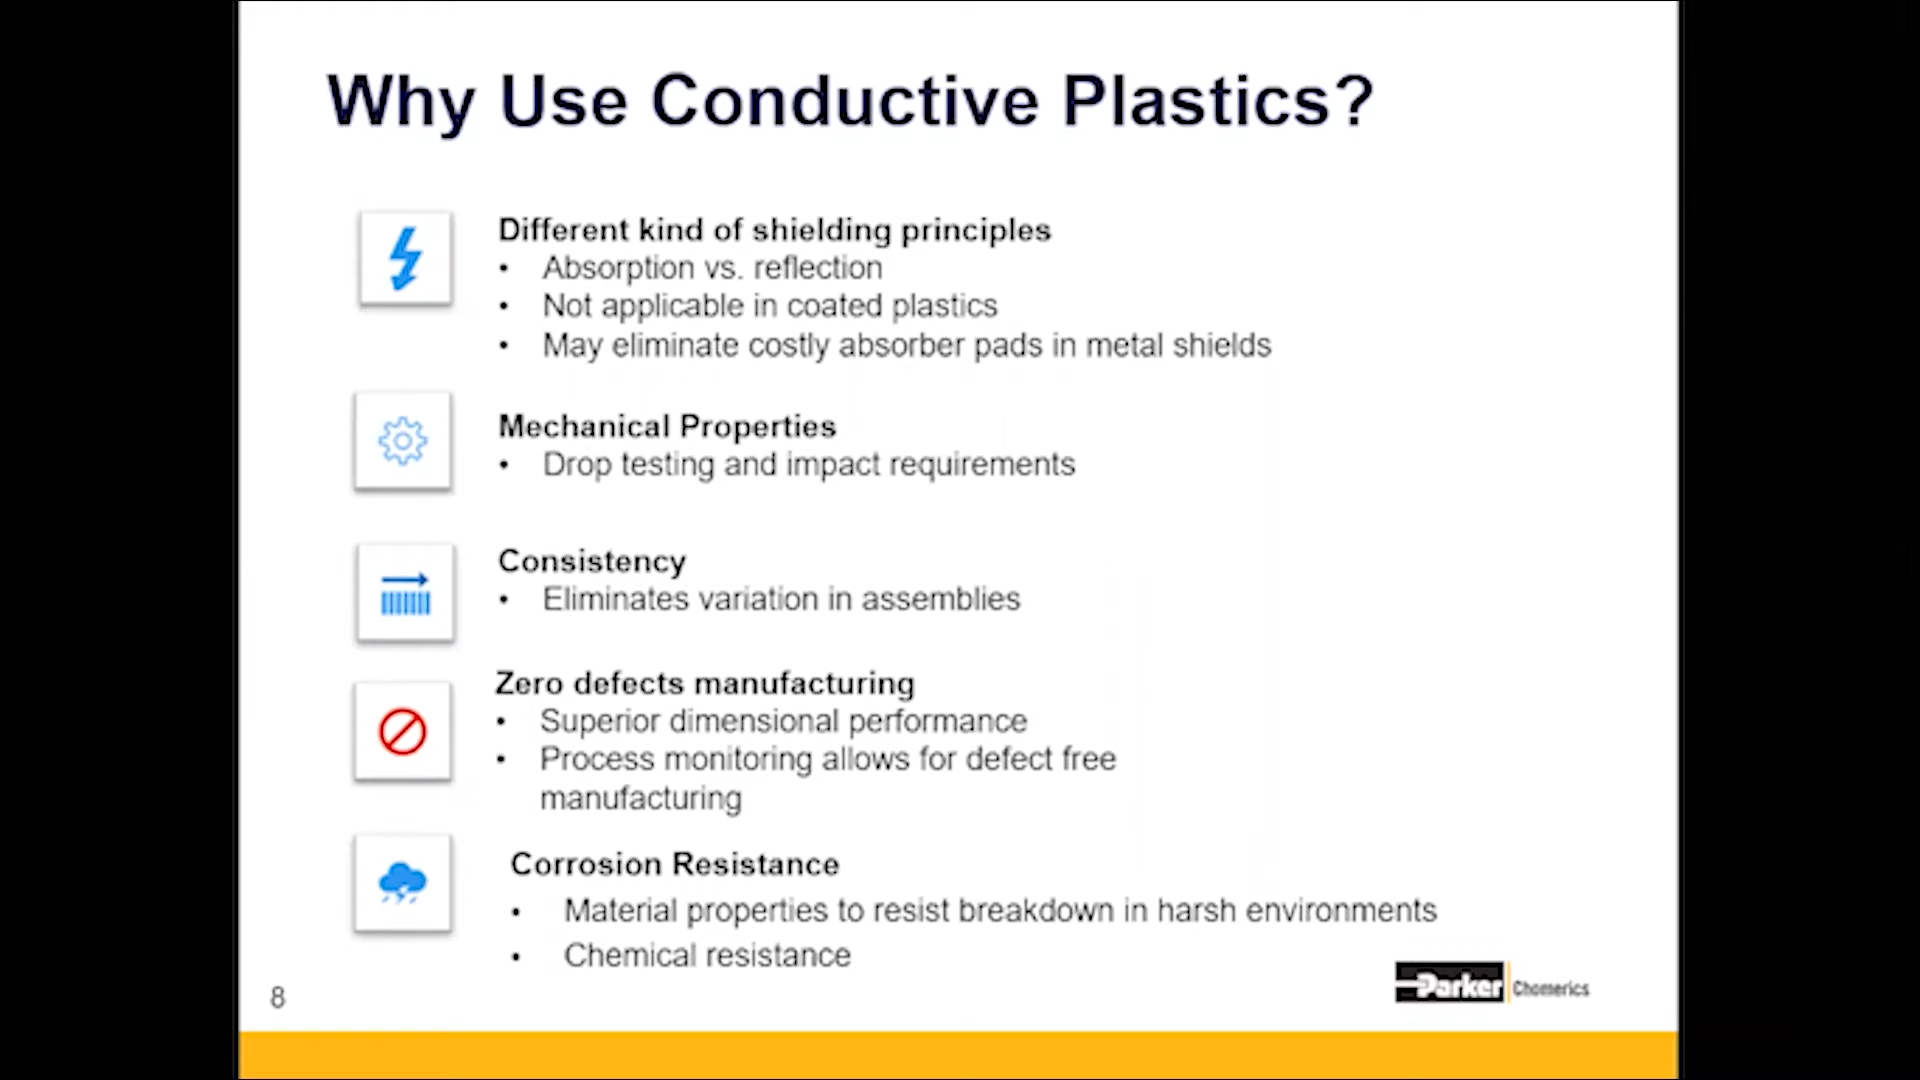 Why Use Conductive Plastics?
Different kind of shielding principles
• Absorption vs. reflection
• Not applicable in coated plastics
• May eliminate costly absorber pads in metal shields
Mechanical Properties
• Drop testing and impact requirements
Consistency
• Eliminates variation in assemblies
Zero defects manufacturing
• Superior dimensional performance
• Process monitoring allows for defect free
manufacturing
Corrosion Resistance
• Material properties to resist breakdown in harsh environments
• Chemical resistance
8
Parker Chomerics